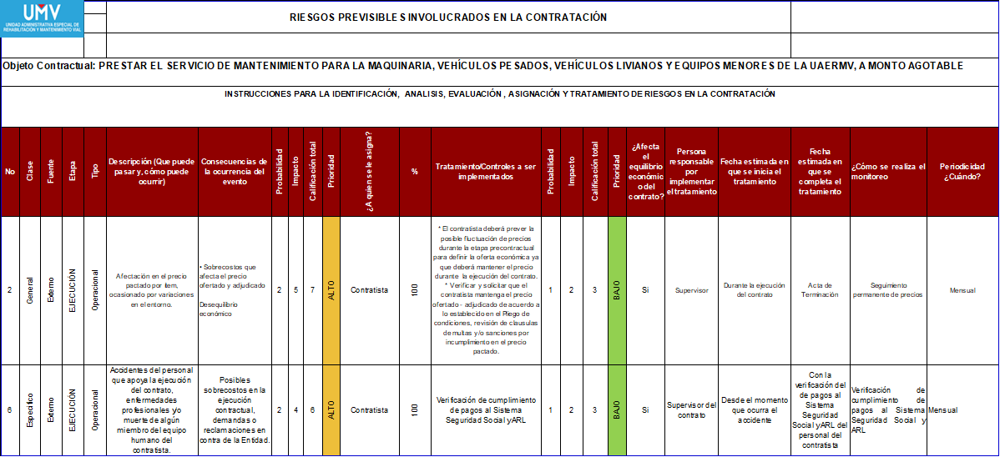 UMV
UNIDAD ADMINISTRATIVA ESPECIAL DE
REHABILITACIÓN Y MANTENIMIENTO VIAL
RIESGOS PREVISIBLES INVOLUCRADOS EN LA CONTRATACIÓN
Objeto Contractual: PRESTAR EL SERVICIO DE MANTENIMIENTO PARA LA MAQUINARIA, VEHÍCULOS PESADOS, VEHÍCULOS LIVIANOS Y EQUIPOS MENORES DE LA UAERMV, A MONTO AGOTABLE
INSTRUCCIONES PARA LA IDENTIFICACIÓN, ANALISIS, EVALUACIÓN , ASIGNACIÓN Y TRATAMIENTO DE RIESGOS EN LA CONTRATACIÓN
No
Clase
Fuente
Etapa
Tipo
Descripción (Que puede
pasar y, cómo puede
ocurrir)
Consecuencias de
la ocurrencia del
evento
Probabilidad
Impacto
Calificación total
Prioridad
¿A quien se le asigna?
%
Tratamiento/Controles a ser
implementados
Probabilidad
Impacto
Calificación total
Prioridad
¿Afecta
el
equilibrio
económic
o del
contrato?
Persona
responsable
por
implementar
el tratamiento
Fecha estimada en
que se inicia el
tratamiento
Fecha
estimada en
que se
completa el
tratamiento
¿Cómo se realiza el
monitoreo
Periodicidad
¿Cuándo?
2
General
Externo
EJECUCIÓN
Operacional
Afectación en el precio
pactado por item,
ocasionado por variaciones
en el entorno.
• Sobrecostos que
afecta el precio
ofertado y adjudicado
Desequilibrio
económico
2
5
7
ALTO
Contratista
100
* El contratista deberá prever la
posible fluctuación de precios
durante la etapa precontractual
para definir la oferta económica ya
que deberá mantener el precio
durante la ejecución del contrato.
* Verificar y solicitar que el
contratista mantenga el precio
ofertado - adjudicado de acuerdo a
lo establecido en el Pliego de
condiciones, revisión de clausulas
de multas y/o sanciones por
incumplimiento en el precio
pactado.
1
2
3
BAJO
Si
Supervisor
Durante la ejecución
del contrato
Acta de
Terminación
Seguimiento
permanente de precios
Mensual
6
Especifico
Externo
EJECUCIÓN
Operacional
Accidentes del personal
que apoya la ejecución
del contrato,
enfermedades
profesionales y/o
muerte de algún
miembro del equipo
humano del
contratista.
Posibles
sobrecostos en la
ejecución
contractual,
demandas o
reclamaciones en
contra de la Entidad.
2
4
6
ALTO
Contratista
100
Verificación de cumplimiento
de pagos al Sistema
Seguridad Social y ARL
1
2
3
BAJO
Si
Supervisor del
contrato
Desde el momento
que ocurra el
accidente
Con la
verificación del
de pagos al
Sistema
Seguridad
Social y ARL del
personal del
contratista
Verificación de
cumplimiento de
pagos al Sistema
Seguridad Social y
ARL
Mensual